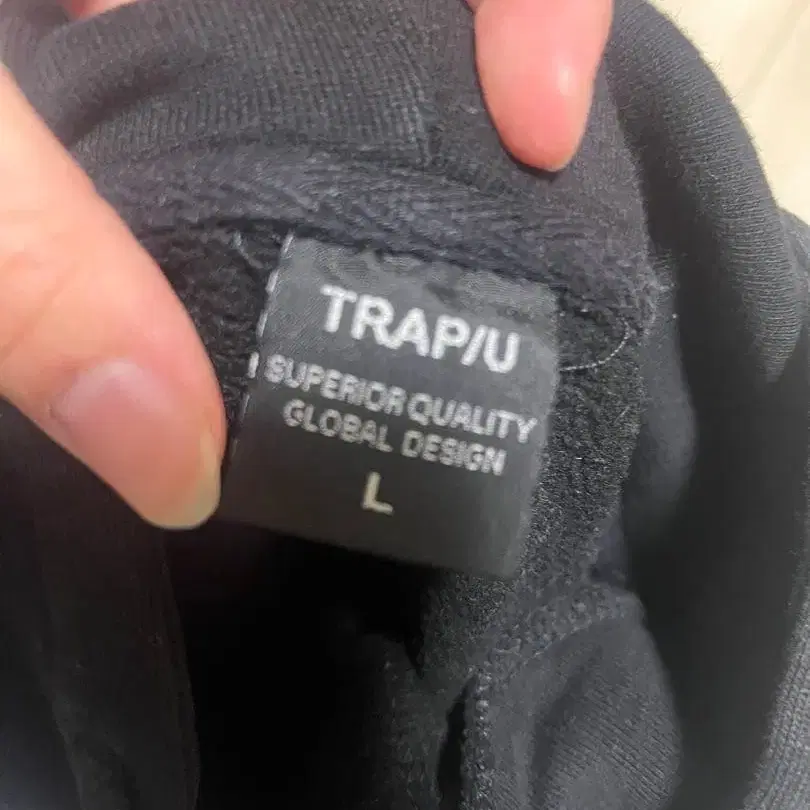 TRAP/U
SUPERIOR QUALITY
GLOBAL DESIGN
L